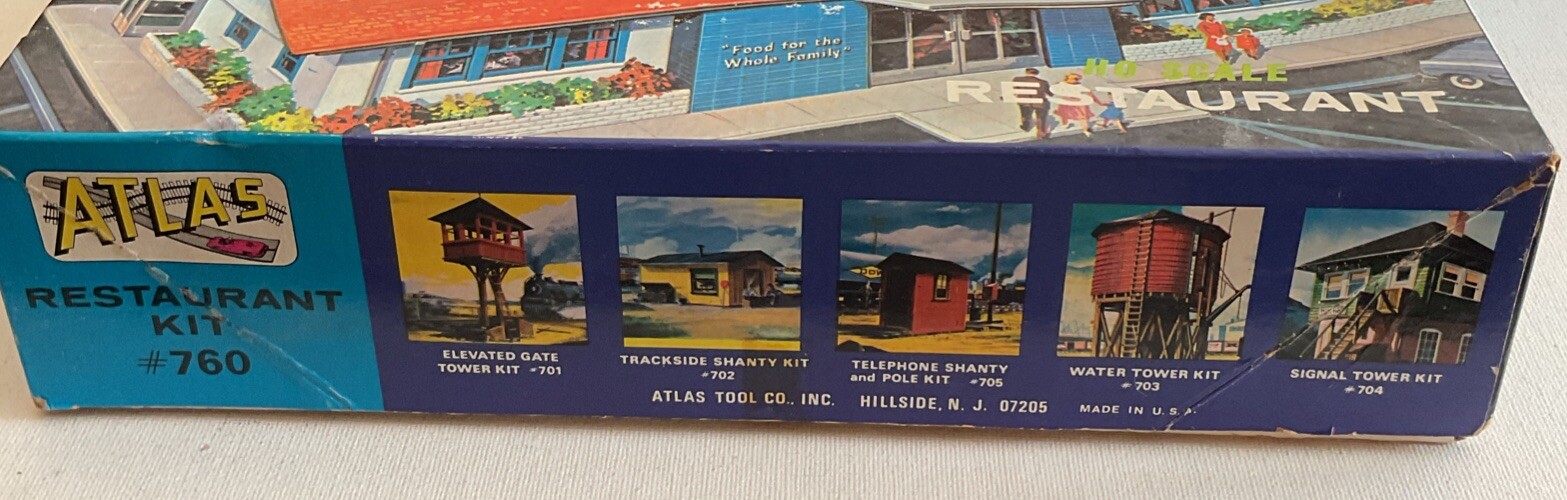 "Food for the
Whole Family"
HO SCALE
RESTAURANT
ATLAS
RESTAURANT
KIT
#760
ELEVATED GATE
TOWER KIT #701
TRACKSIDE SHANTY KIT
#702
TELEPHONE SHANTY
and POLE KIT #705
WATER TOWER KIT
#703
SIGNAL TOWER KIT
#704
ATLAS TOOL CO., INC. HILLSIDE, N. J. 07205 MADE IN U.S.A.